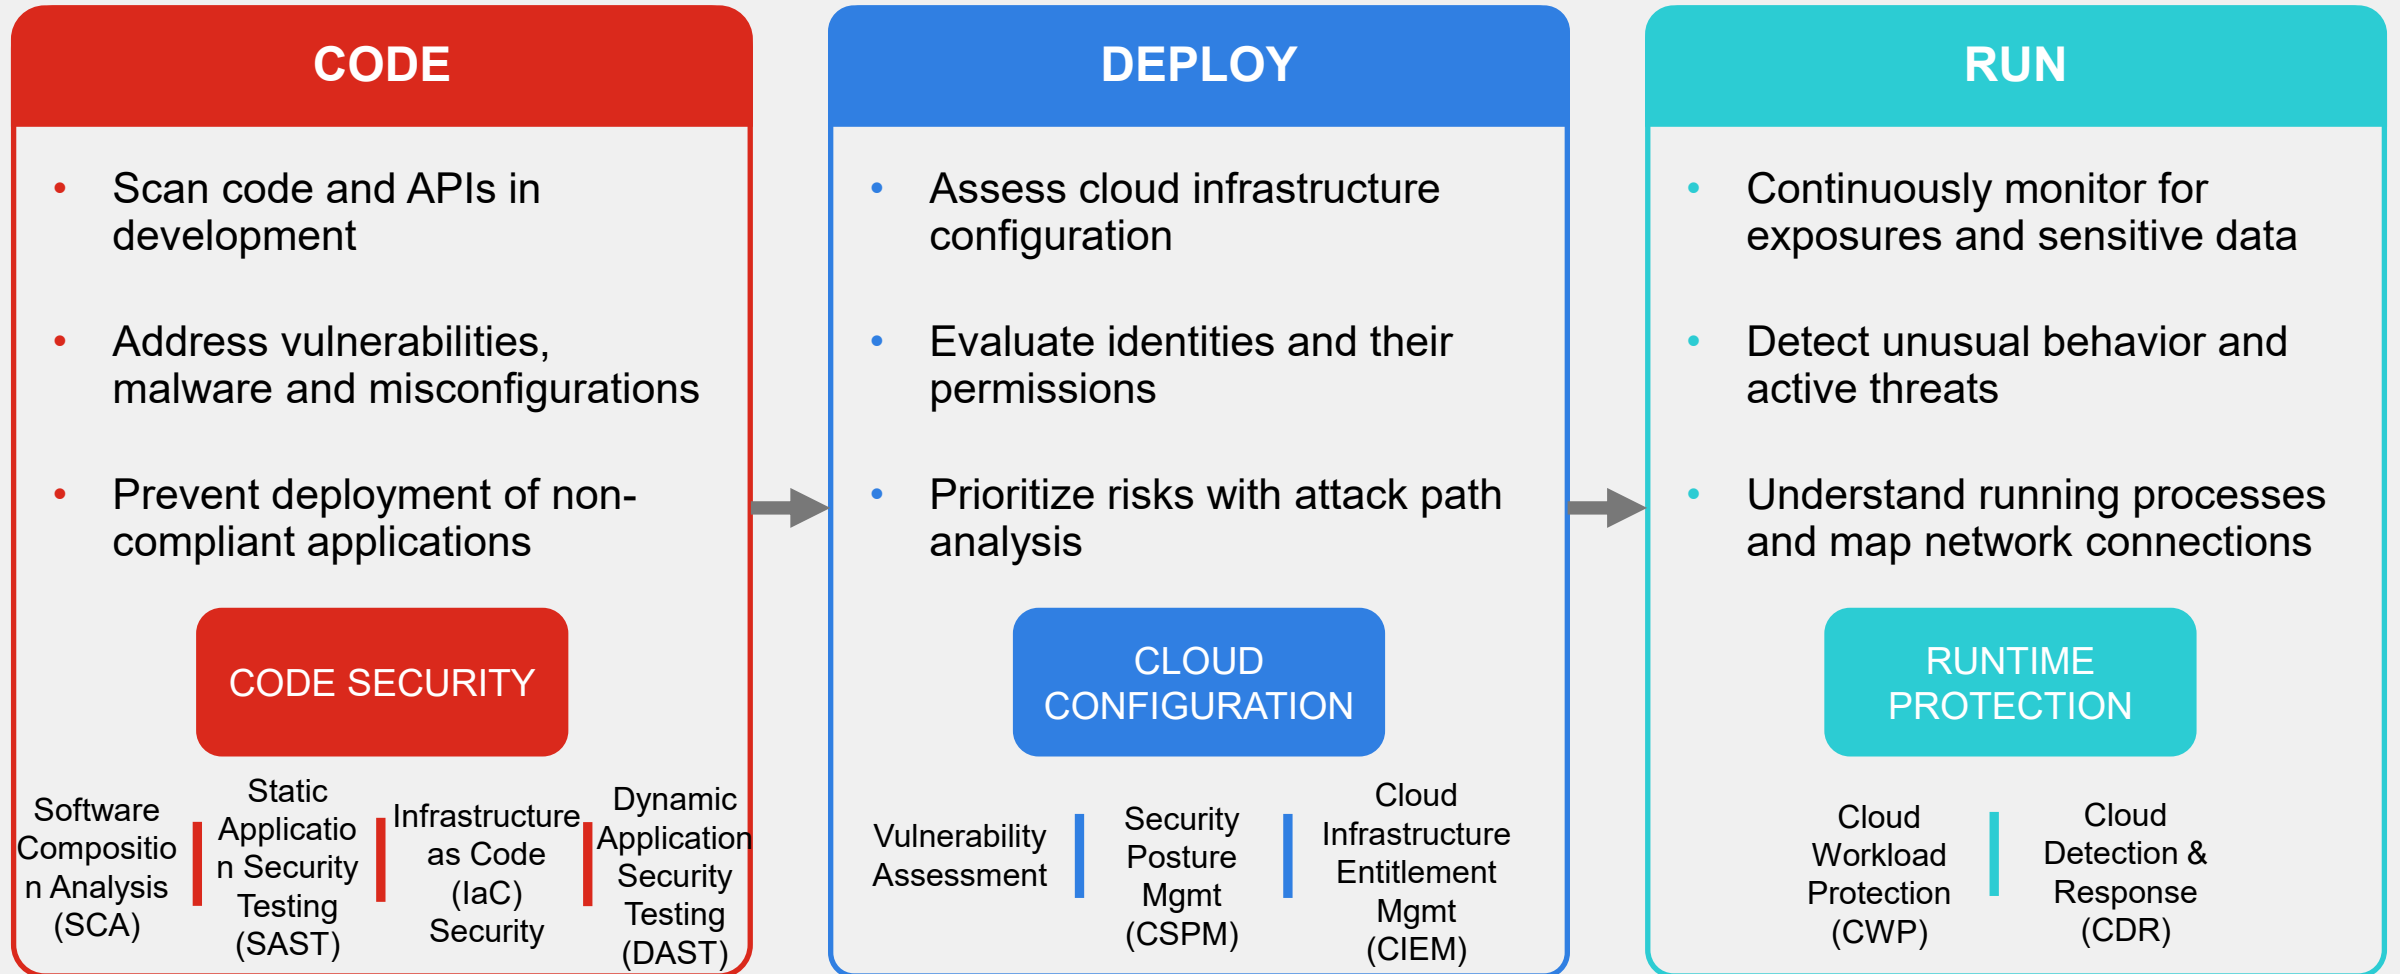 CODE
Scan code and APIs in
development
Address vulnerabilities,
malware and misconfigurations
Prevent deployment of non-
compliant applications
CODE SECURITY
Software
Compositio
n Analysis
(SCA)
Static
Applicatio
n Security
Testing
(SAST)
Infrastructure
as Code
(IaC)
Security
Dynamic
Application
Security
Testing
(DAST)
DEPLOY
Assess cloud infrastructure
configuration
Evaluate identities and their
permissions
Prioritize risks with attack path
analysis
CLOUD
CONFIGURATION
Vulnerability
Assessment
Security
Posture
Mgmt
(CSPM)
Cloud
Infrastructure
Entitlement
Mgmt
(CIEM)
RUN
Continuously monitor for
exposures and sensitive data
Detect unusual behavior and
active threats
Understand running processes
and map network connections
RUNTIME
PROTECTION
Cloud
Workload
Protection
(CWP)
Cloud
Detection &
Response
(CDR)